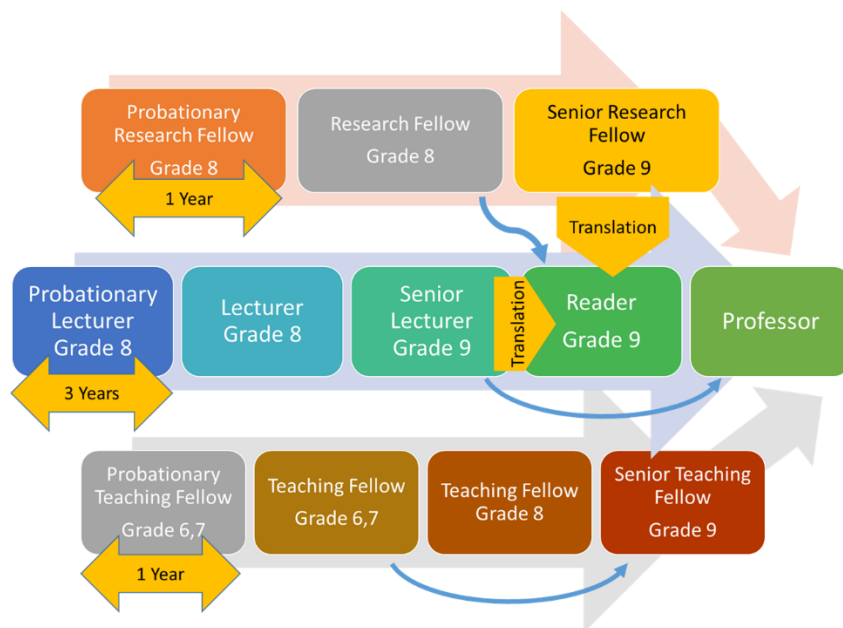 Probationary
Research Fellow
Grade 8
1 Year
Research Fellow
Grade 8
Senior Research
Fellow
Grade 9
Translation
Probationary
Lecturer
Grade 8
3 Years
Lecturer
Grade 8
Senior
Lecturer
Grade 9
Translation
Reader
Grade 9
Professor
Probationary
Teaching Fellow
Grade 6,7
1 Year
Teaching Fellow
Grade 6,7
Teaching Fellow
Grade 8
Senior Teaching
Fellow
Grade 9